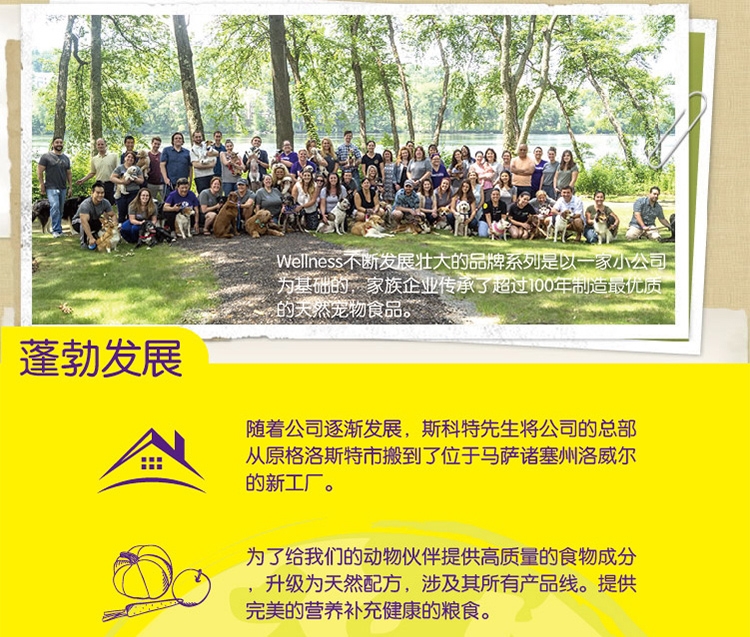 Wellness不断发展壮大的品牌系列是以一家小公司
为基础的，家族企业传承了超过100年制造最优质
的天然宠物食品。
蓬勃发展
随着公司逐渐发展，斯科特先生将公司的总部
从原格洛斯特市搬到了位于马萨诸塞州洛威尔
的新工厂。
为了给我们的动物伙伴提供高质量的食物成分
，升级为天然配方，涉及其所有产品线。提供
完美的营养补充健康的粮食。